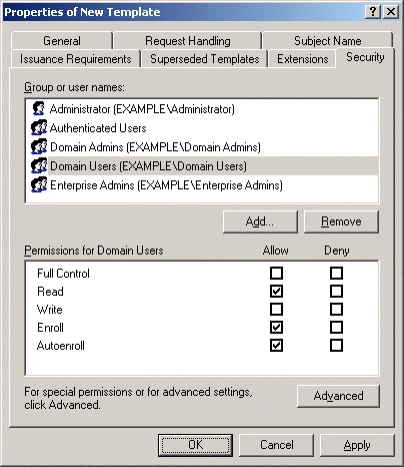 Properties of New Template
General Request Handling Subject Name
Issuance Requirements Superseded Templates Extensions Security
Group or user names:
Administrator (EXAMPLE\Administrator)
Authenticated Users
Domain Admins (EXAMPLE\Domain Admins)
Domain Users (EXAMPLE\Domain Users)
Enterprise Admins (EXAMPLE\Enterprise Admins)
Add... Remove
Permissions for Domain Users Allow Deny
Full Control
Read
Write
Enroll
Autoenroll
For special permissions or for advanced settings,
click Advanced.
Advanced
OK Cancel Apply